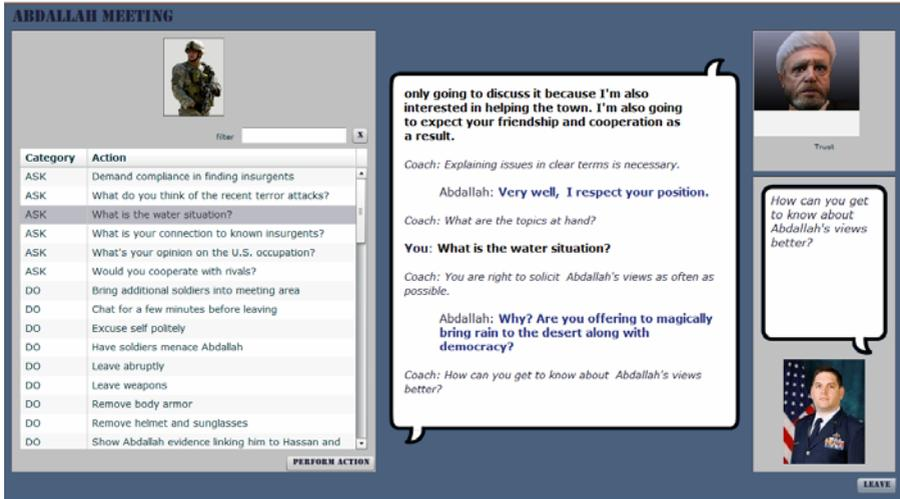 ABDALLAH MEETING
filter
X
Category Action
ASK Demand compliance in finding insurgents
ASK What do you think of the recent terror attacks?
ASK What is the water situation?
ASK What is your connection to known insurgents?
ASK What's your opinion on the U.S. occupation?
ASK Would you cooperate with rivals?
DO Bring additional soldiers into meeting area
DO Chat for a few minutes before leaving
DO Excuse self politely
DO Have soldiers menace Abdallah
DO Leave abruptly
DO Leave weapons
DO Remove body armor
DO Remove helmet and sunglasses
DO Show Abdallah evidence linking him to Hassan and
PERFORM ACTION
only going to discuss it because I'm also
interested in helping the town. I'm also going
to expect your friendship and cooperation as
a result.
Coach: Explaining issues in clear terms is necessary.
Abdallah: Very well, I respect your position.
Coach: What are the topics at hand?
You: What is the water situation?
Coach: You are right to solicit Abdallah's views as often as
possible.
Abdallah: Why? Are you offering to magically
bring rain to the desert along with
democracy?
Coach: How can you get to know about Abdallah's views
better?
Trust
How can you get
to know about
Abdallah's views
better?
LEAVE